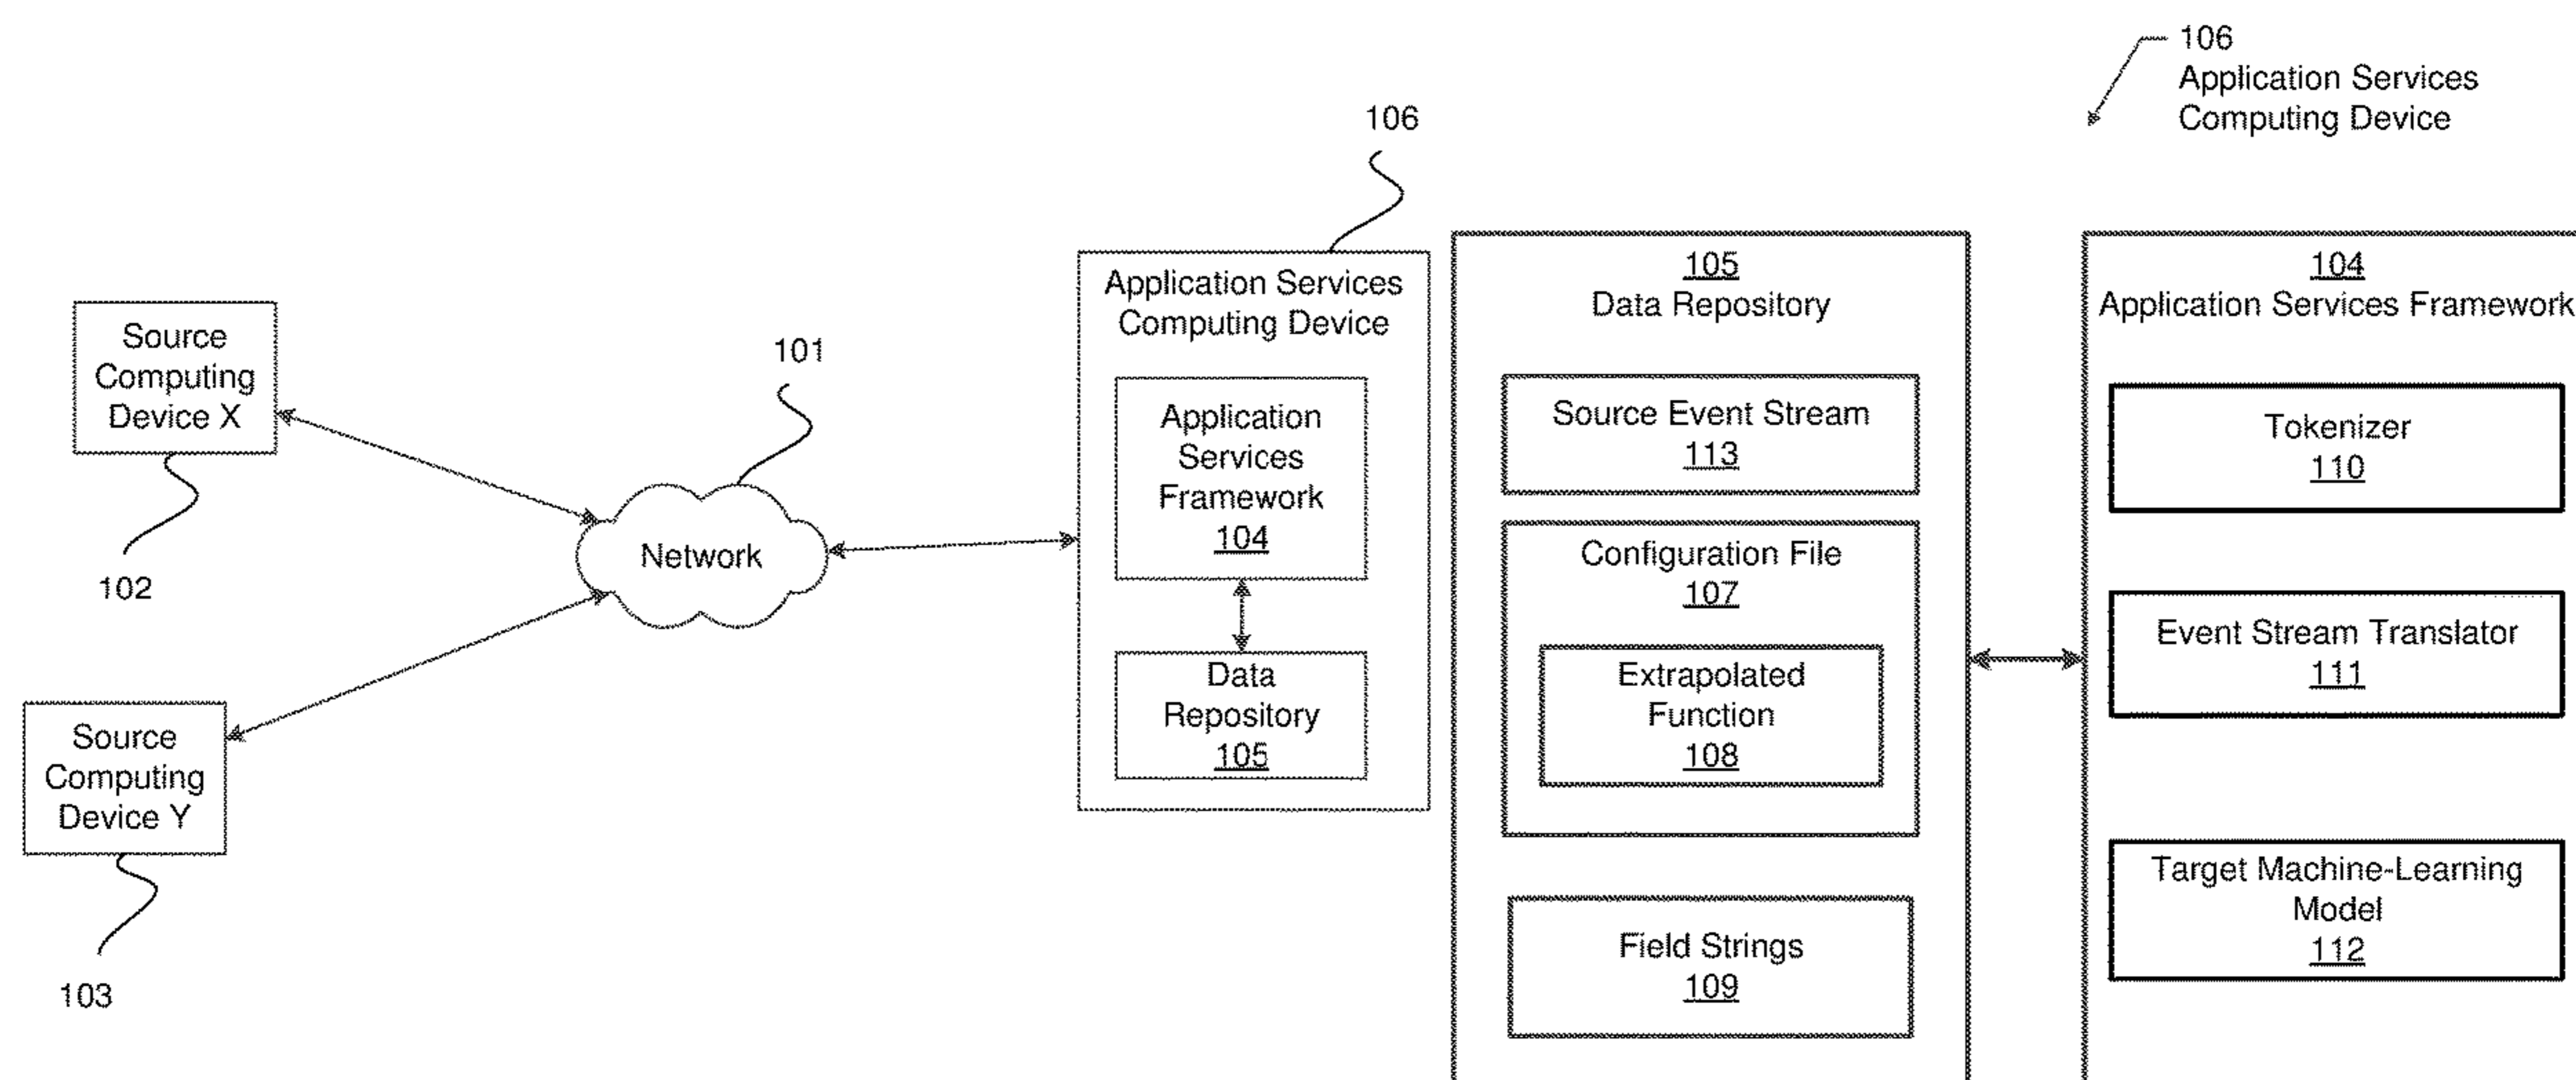 Source
Computing
Device X
102
Source
Computing
Device Y
103
101
Network
106
Application Services
Computing Device
Application
Services
Framework
104
Data
Repository
105
106
Application Services
Computing Device
105
Data Repository
Source Event Stream
113
Configuration File
107
Extrapolated
Function
108
Field Strings
109
104
Application Services Framework
Tokenizer
110
Event Stream Translator
111
Target Machine-Learning
Model
112